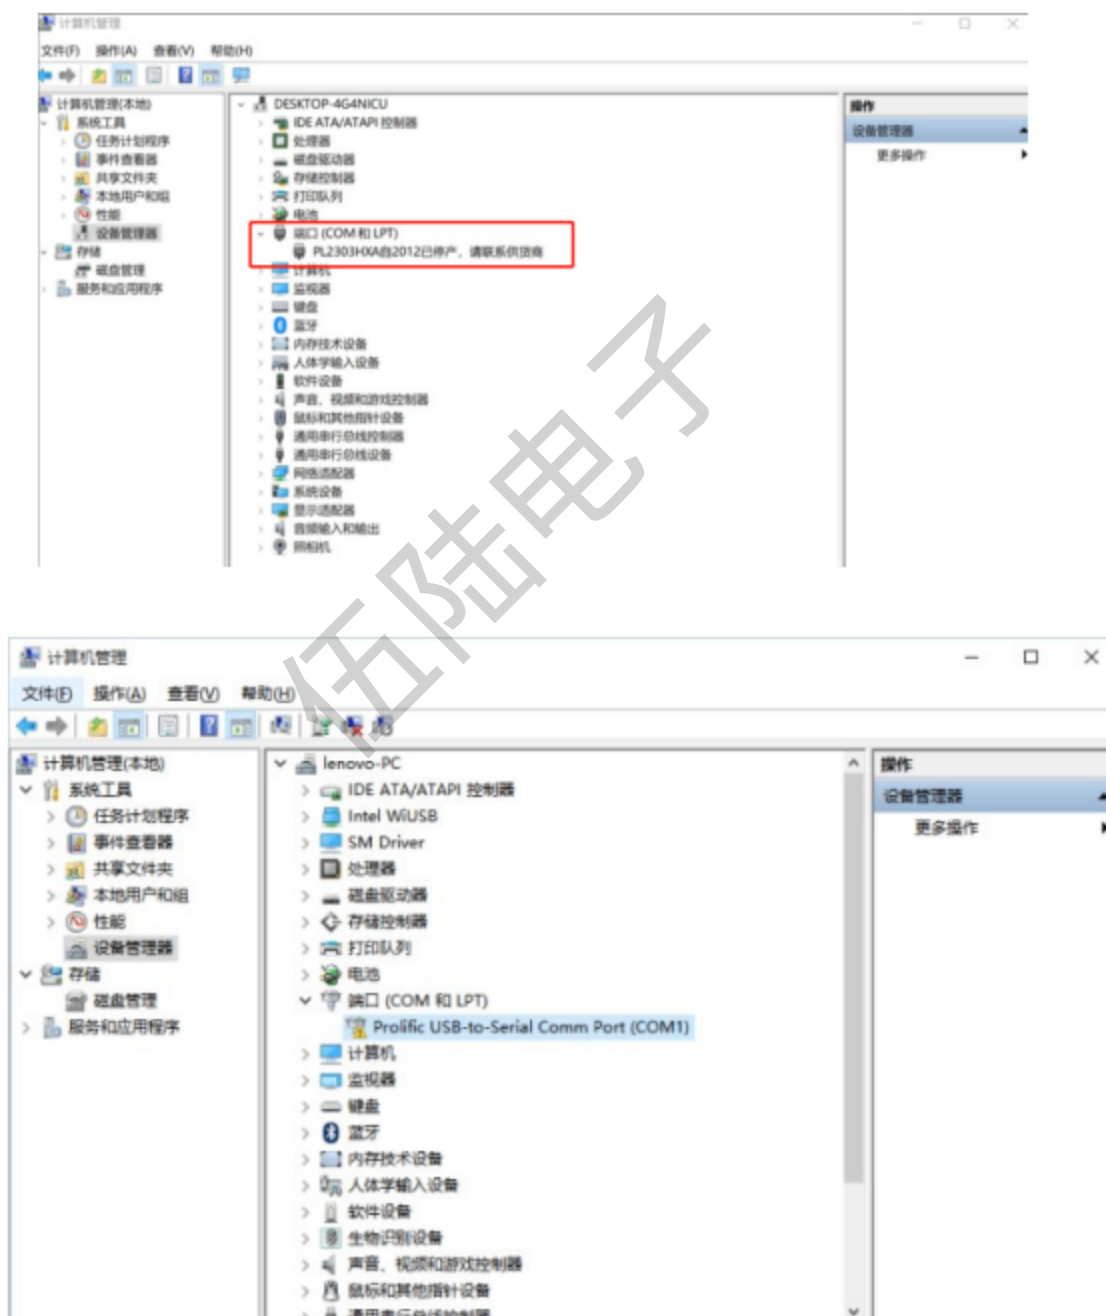 计算机管理
文件(F) 操作(A) 查看(V) 帮助(H)
计算机管理(本地)
系统工具
任务计划程序
事件查看器
共享文件夹
本地用户和组
性能
设备管理器
存储
磁盘管理
服务和应用程序
DESKTOP-4G4NICU
IDE ATA/ATAPI 控制器
处理器
磁盘驱动器
存储控制器
打印队列
电池
端口 (COM 和 LPT)
PL2303HXA自2012已停产，请联系供货商
计算机
监视器
键盘
蓝牙
内存技术设备
人体学输入设备
软件设备
声音、视频和游戏控制器
鼠标和其他指针设备
通用串行总线控制器
通用串行总线设备
网络适配器
系统设备
显示适配器
音频输入和输出
照相机
操作
设备管理器
更多操作
伍陆电子
计算机管理
文件(F) 操作(A) 查看(V) 帮助(H)
计算机管理(本地)
系统工具
任务计划程序
事件查看器
共享文件夹
本地用户和组
性能
设备管理器
存储
磁盘管理
服务和应用程序
lenovo-PC
IDE ATA/ATAPI 控制器
Intel WiUSB
SM Driver
处理器
磁盘驱动器
存储控制器
打印队列
电池
端口 (COM 和 LPT)
Prolific USB-to-Serial Comm Port (COM1)
计算机
监视器
键盘
蓝牙
内存技术设备
人体学输入设备
软件设备
生物识别设备
声音、视频和游戏控制器
鼠标和其他指针设备
通用串行总线控制器
操作
设备管理器
更多操作